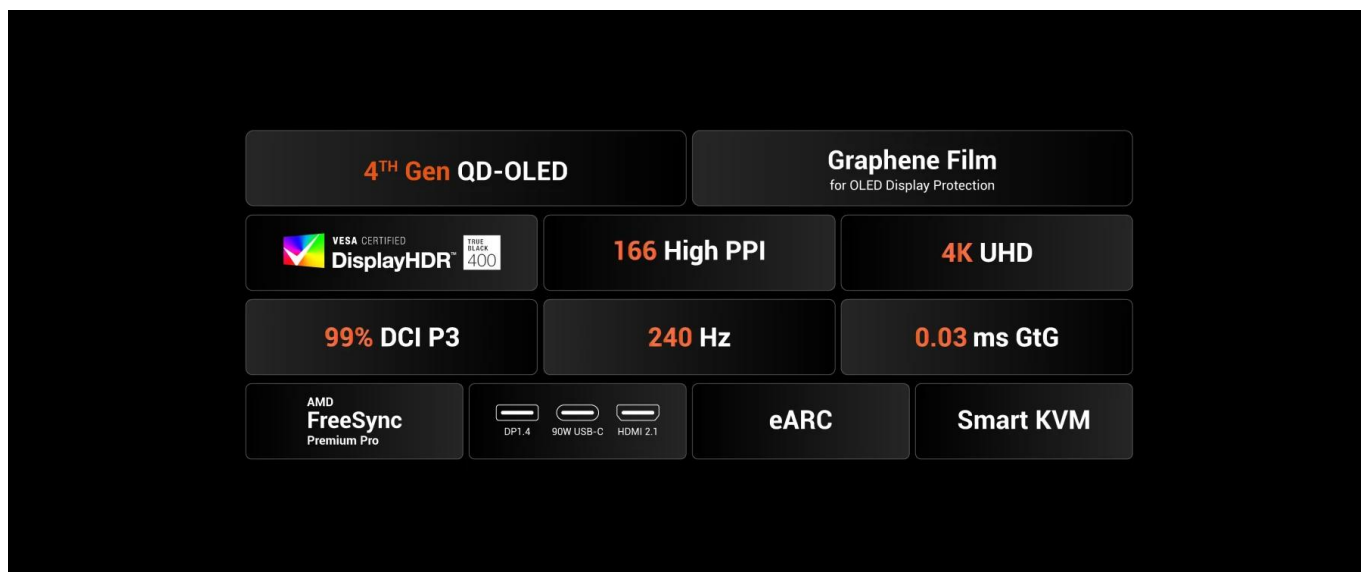 4TH Gen QD-OLED
Graphene Film
for OLED Display Protection
VESA CERTIFIED
DisplayHDR™
TRUE
BLACK
400
166 High PPI
4K UHD
99% DCI P3
240 Hz
0.03 ms GtG
AMD
FreeSync
Premium Pro
DP1.4 90W USB-C HDMI 2.1
eARC
Smart KVM